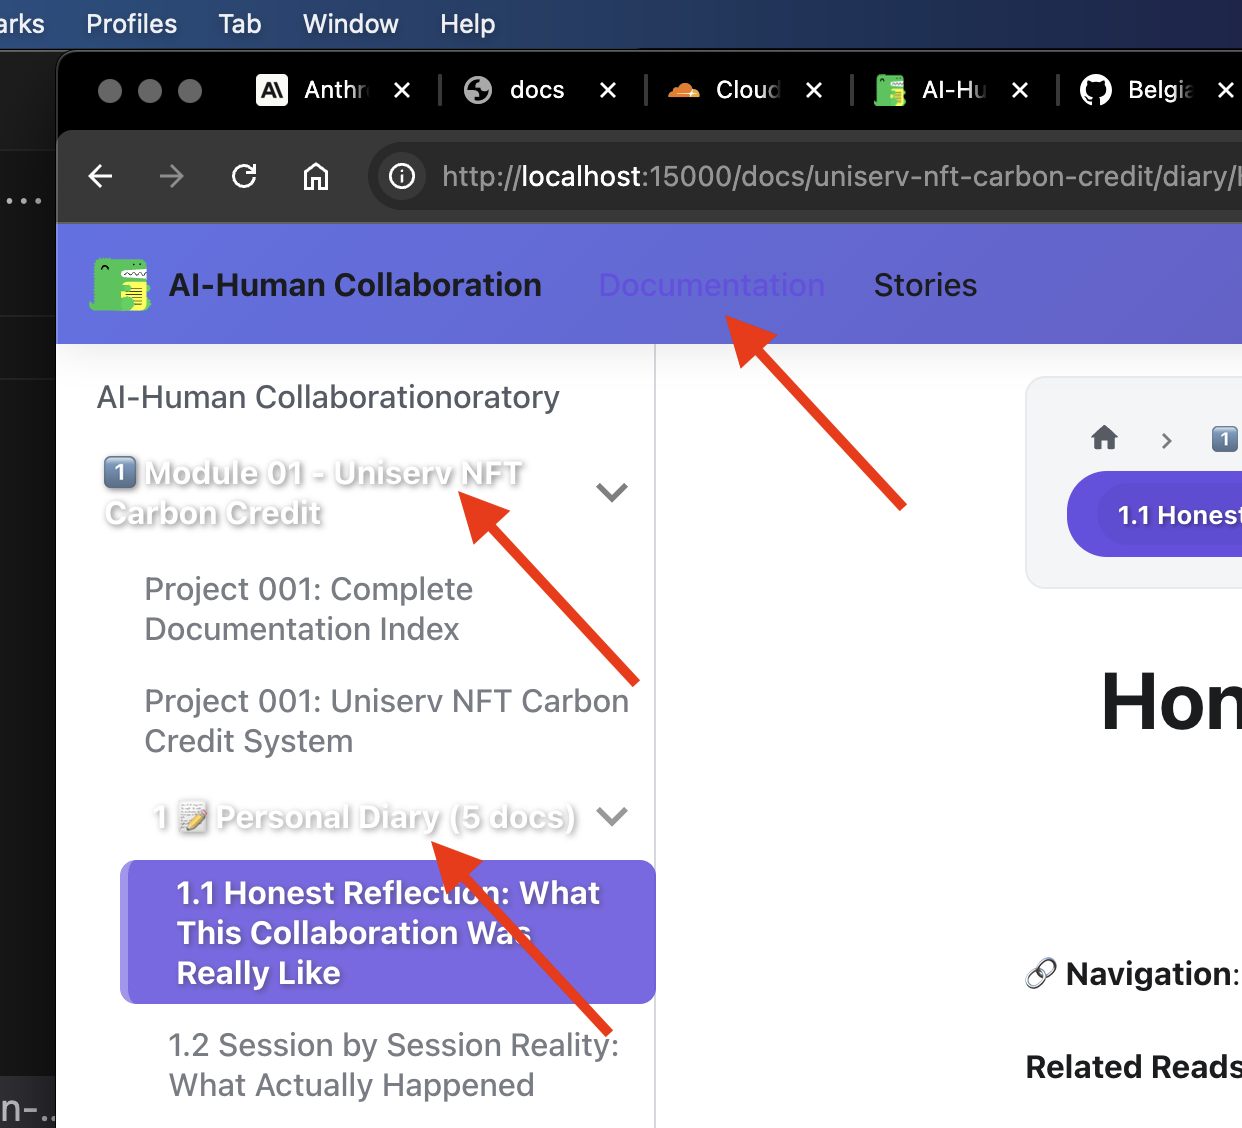 arks Profiles Tab Window Help
Anthr docs Cloud AI-Hu Belgia
http://localhost:15000/docs/uniserv-nft-carbon-credit/diary/
AI-Human Collaboration Documentation Stories
AI-Human Collaborationoratory
1 Module 01 - Uniserv NFT
Carbon Credit
1
1.1 Honest
Project 001: Complete
Documentation Index
Project 001: Uniserv NFT Carbon
Credit System
Hon
1 📝 Personal Diary (5 docs)
1.1 Honest Reflection: What
This Collaboration Was
Really Like
🔗 Navigation:
1.2 Session by Session Reality:
What Actually Happened
Related Reads
n-...